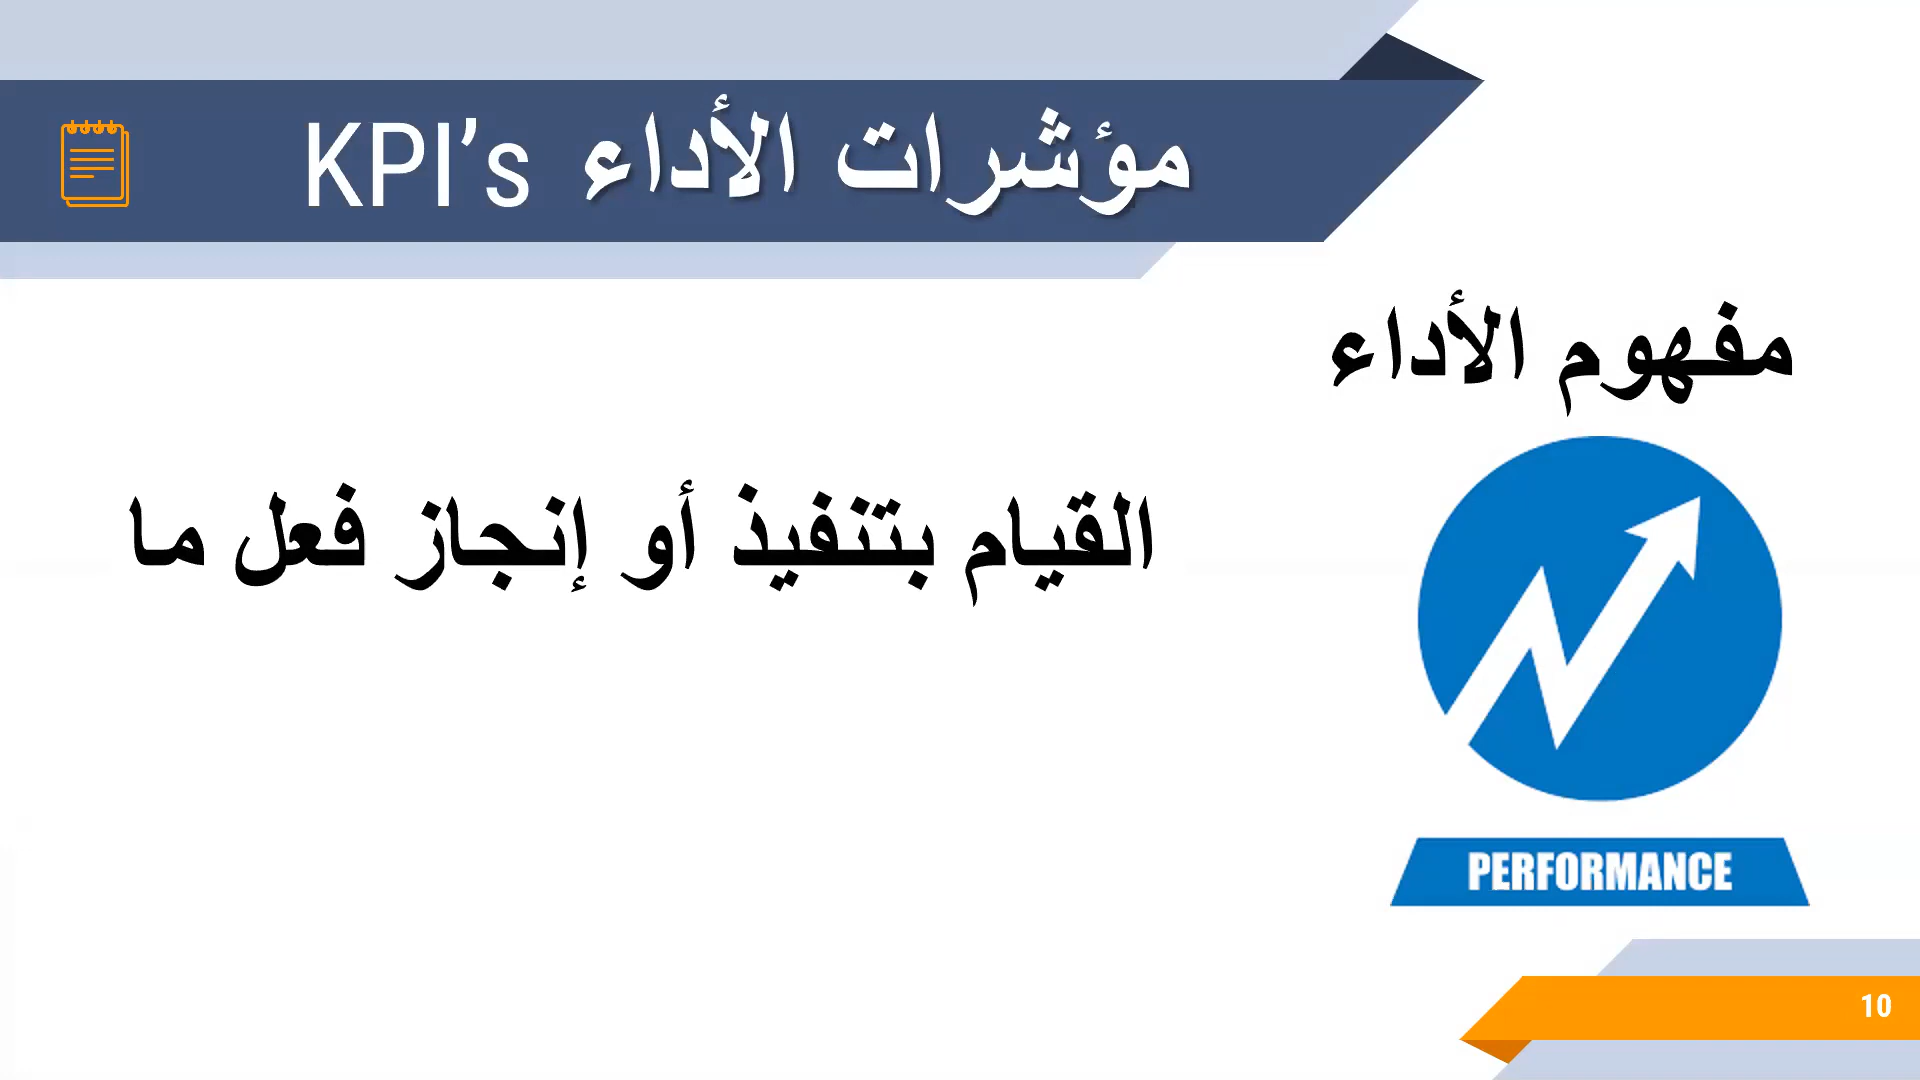 مؤشرات الأداء KPI’s
مفهوم الأداء
القيام بتنفيذ أو إنجاز فعل ما
PERFORMANCE
10